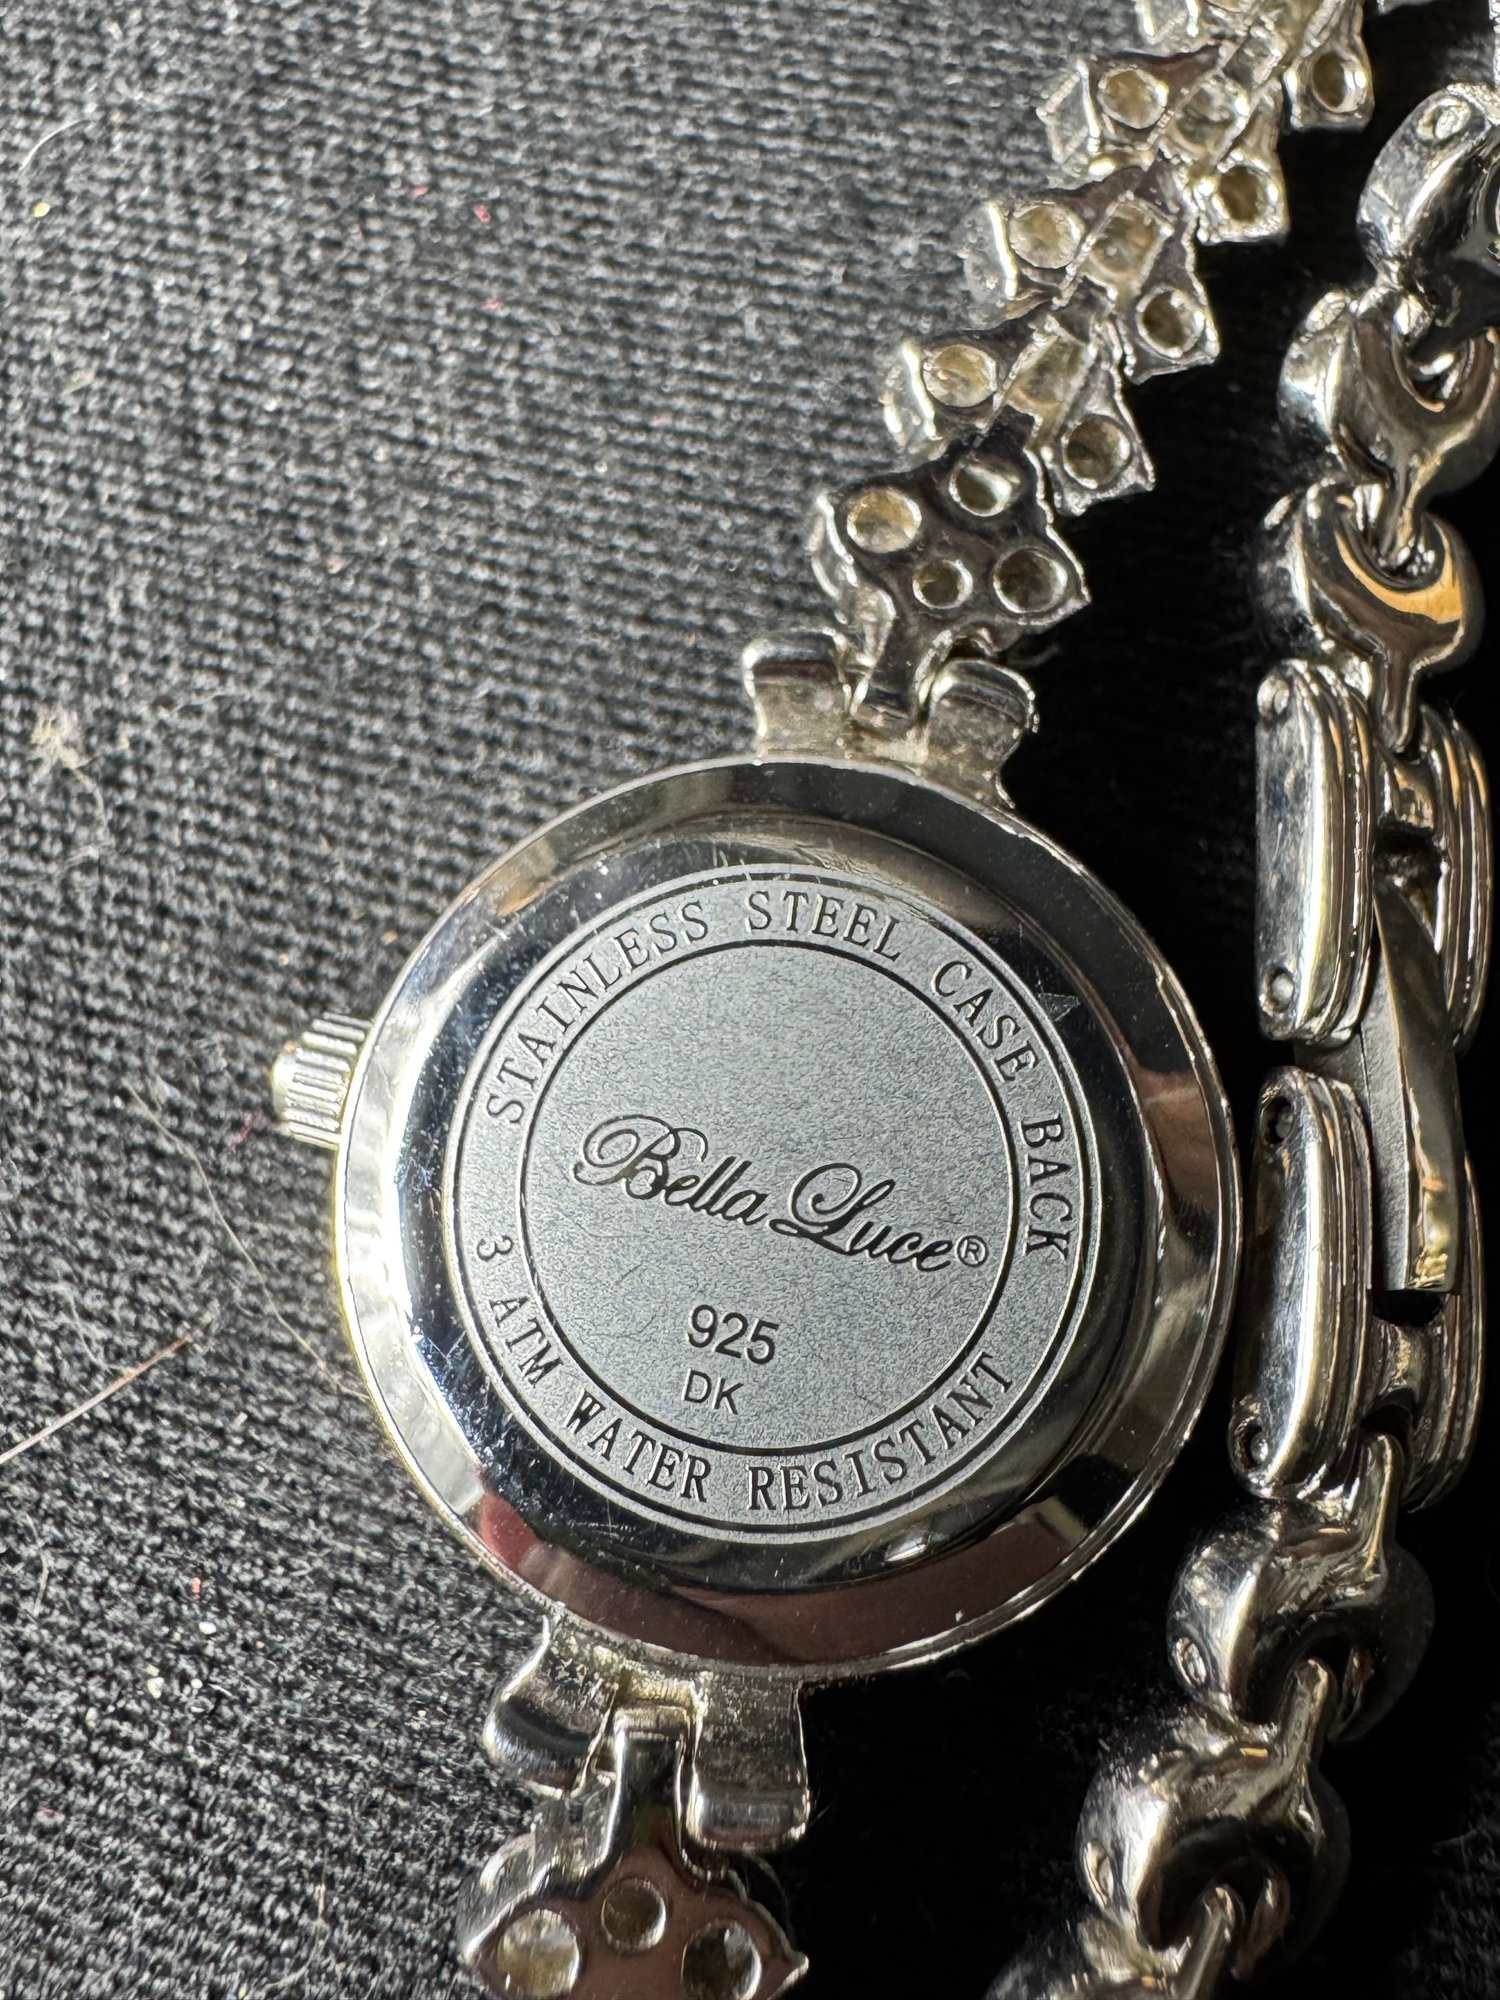 STAINLESS STEEL CASE BACK
Bella Luce®
925
DK
3 ATM WATER RESISTANT